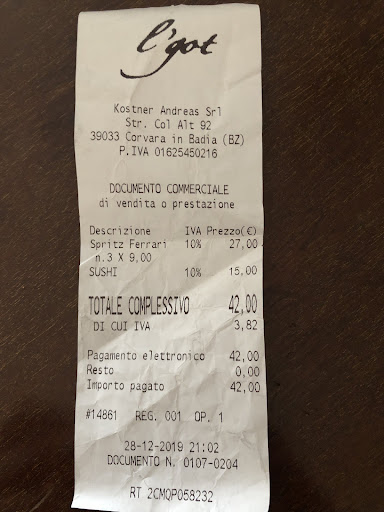 l'got
Kostner Andreas Srl
Str. Col Alt 92
39033 Corvara in Badia (BZ)
P.IVA 01625450216
DOCUMENTO COMMERCIALE
di vendita o prestazione
Descrizione IVA Prezzo(€)
Spritz Ferrari 10% 27,00
n.3 X 9,00
SUSHI 10% 15,00
TOTALE COMPLESSIVO 42,00
DI CUI IVA 3,82
Pagamento elettronico 42,00
Resto 0,00
Importo pagato 42,00
#14861 REG. 001 OP. 1
28-12-2019 21:02
DOCUMENTO N. 0107-0204
RT 2CMQP058232